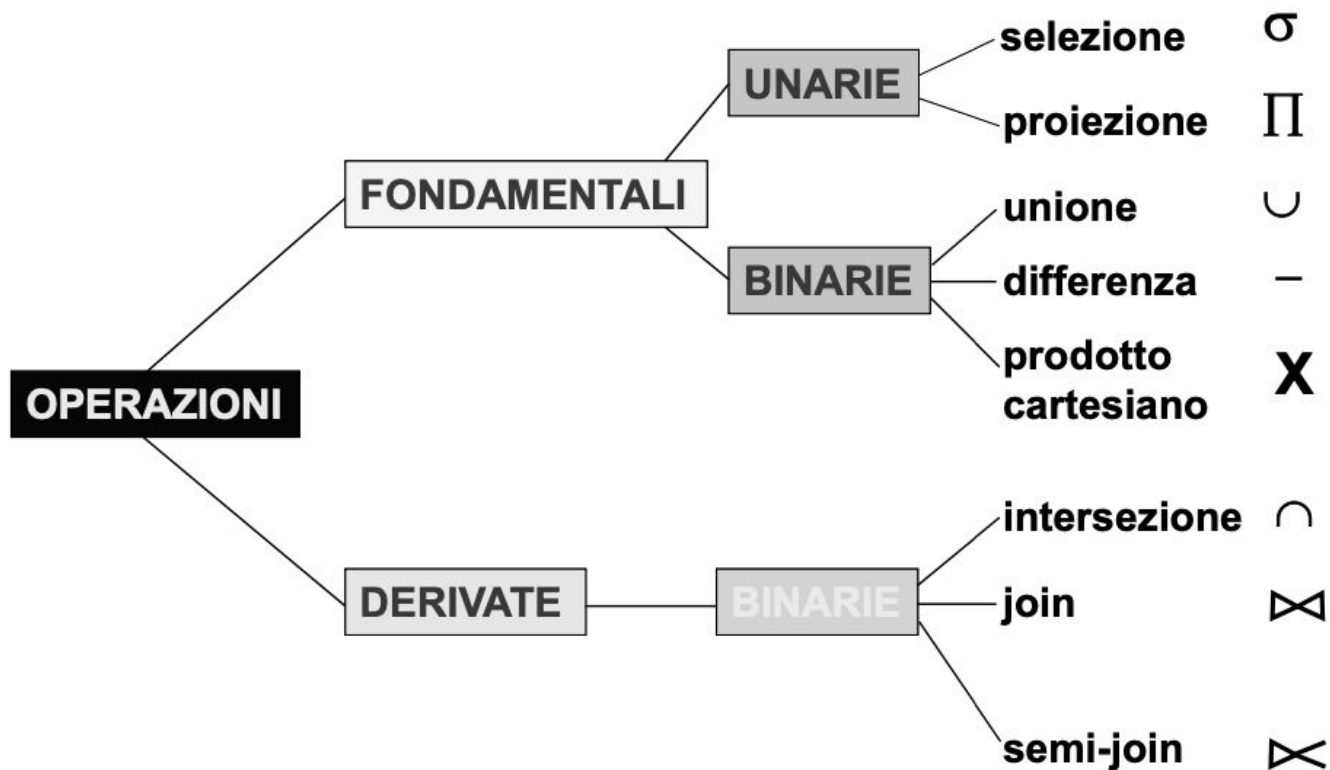 selezione σ
UNARIE
proiezione ∏
FONDAMENTALI
unione ∪
BINARIE
differenza –
prodotto
cartesiano X
OPERAZIONI
intersezione ∩
DERIVATE
BINARIE
join ⋈
semi-join ⋉